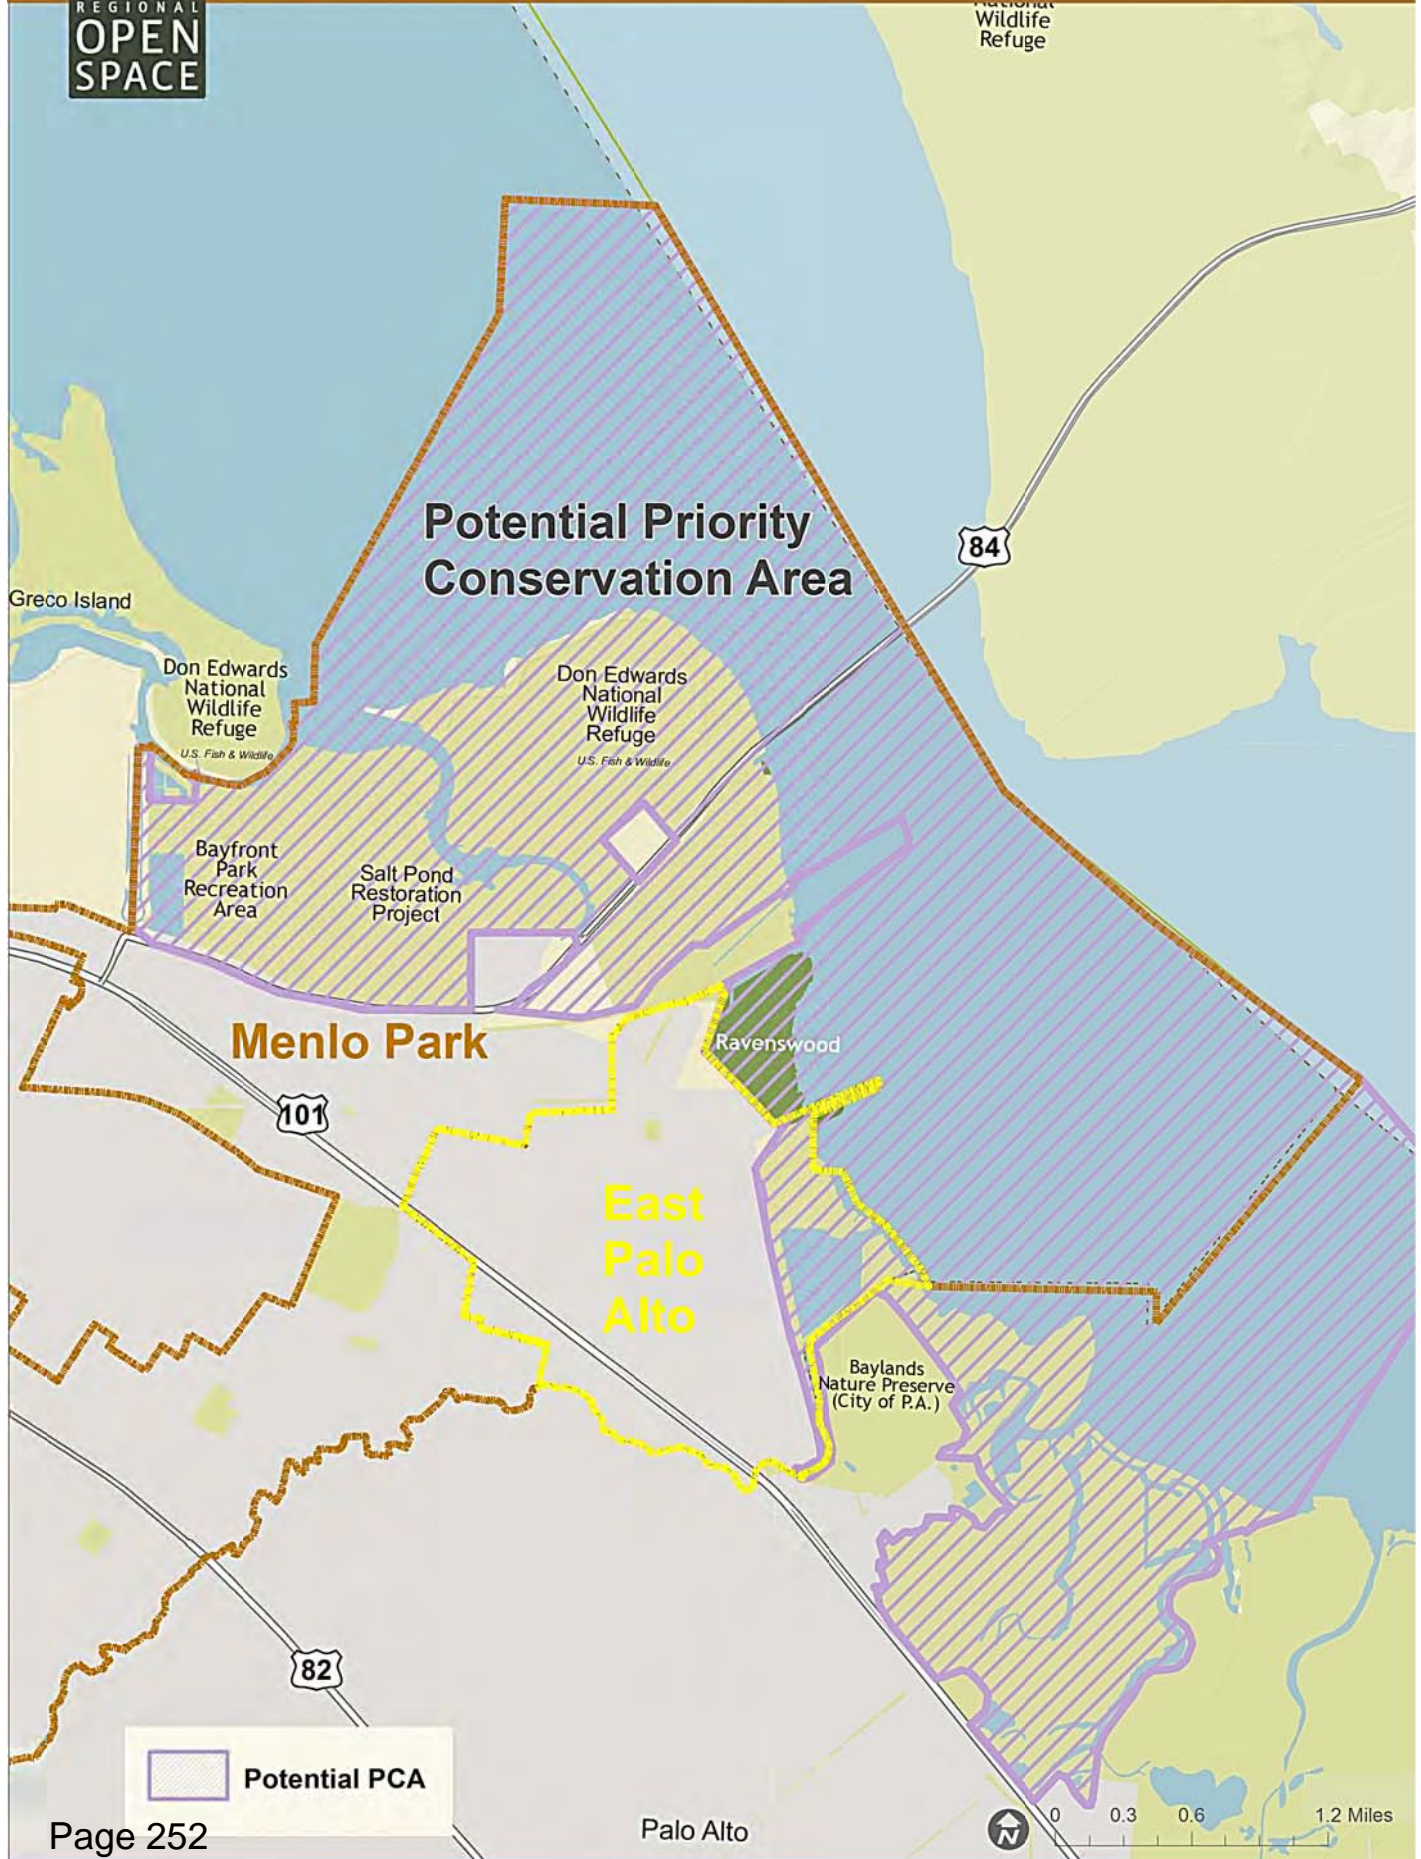 REGIONAL
OPEN
SPACE
National
Wildlife
Refuge
Potential Priority
Conservation Area
84
Greco Island
Don Edwards
National
Wildlife
Refuge
U.S. Fish & Wildlife
Don Edwards
National
Wildlife
Refuge
U.S. Fish & Wildlife
Bayfront
Park
Recreation
Area
Salt Pond
Restoration
Project
Menlo Park
Ravenswood
101
East
Palo
Alto
Baylands
Nature Preserve
(City of P.A.)
82
Potential PCA
Palo Alto
N
0 0.3 0.6 1.2 Miles
Page 252